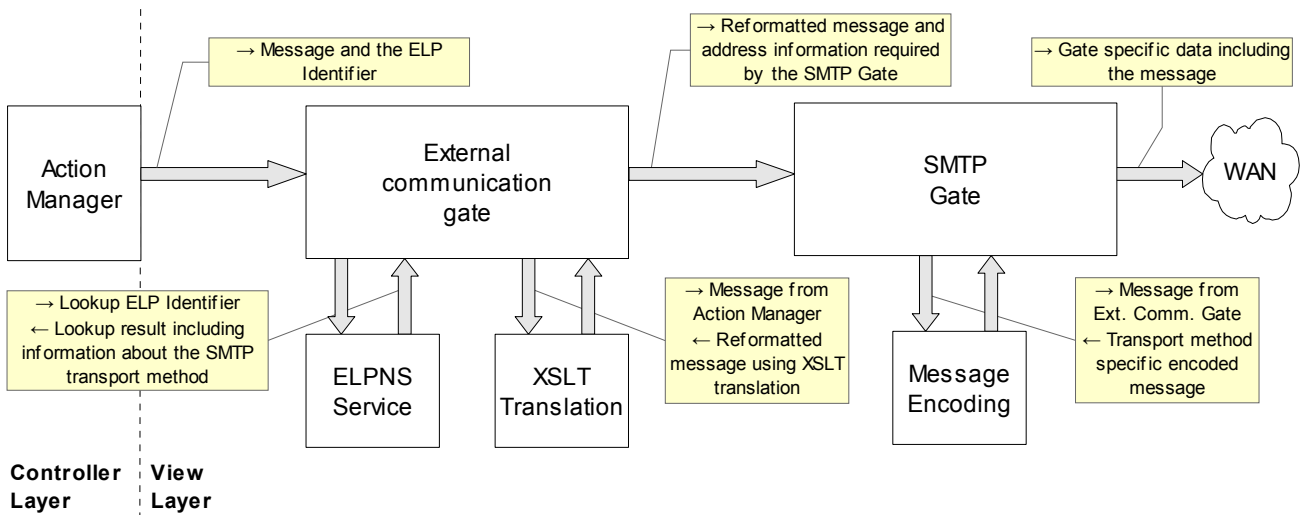 → Message and the ELP
Identifier
→ Reformatted message and
address information required
by the SMTP Gate
→ Gate specific data including
the message
Action
Manager
External
communication
gate
SMTP
Gate
WAN
→ Lookup ELP Identifier
← Lookup result including
information about the SMTP
transport method
ELPNS
Service
XSLT
Translation
→ Message from
Action Manager
← Reformatted
message using XSLT
translation
Message
Encoding
→ Message from
Ext. Comm. Gate
← Transport method
specific encoded
message
Controller
Layer
View
Layer